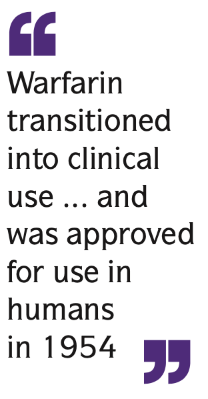 “
Warfarin
transitioned
into clinical
use ... and
was approved
for use in
humans
in 1954 ”